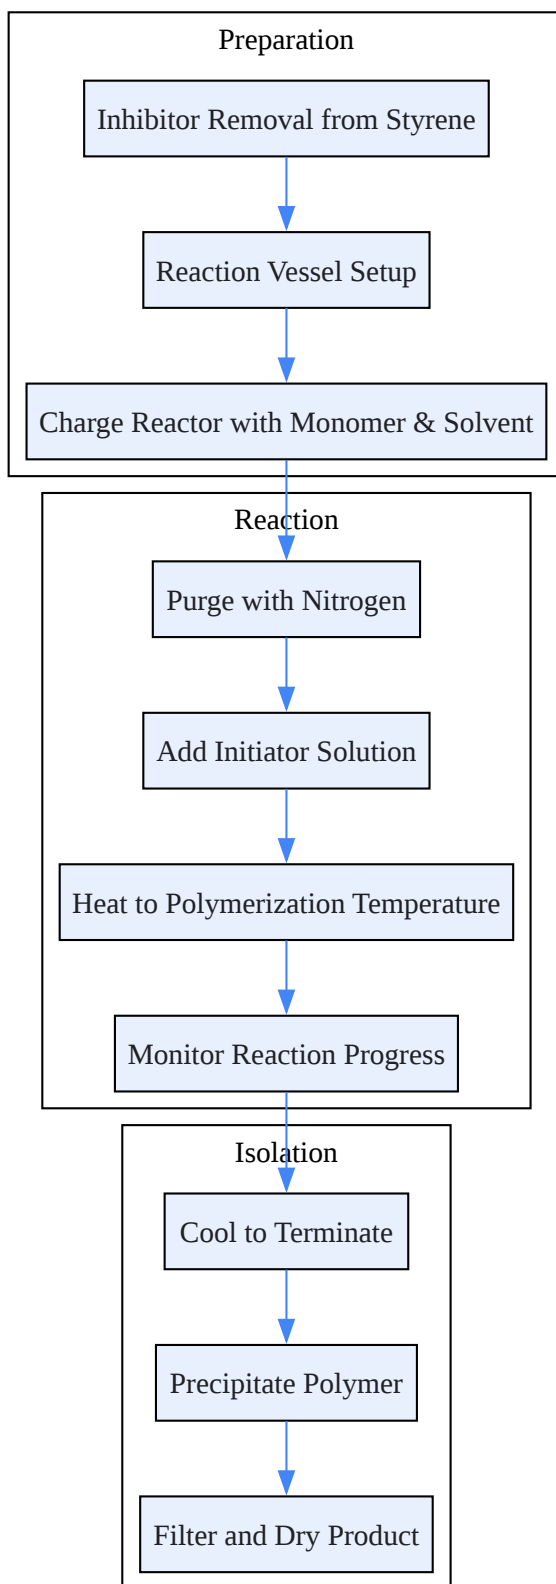 Preparation
Inhibitor Removal from Styrene
Reaction Vessel Setup
Charge Reactor with Monomer & Solvent
Reaction
Purge with Nitrogen
Add Initiator Solution
Heat to Polymerization Temperature
Monitor Reaction Progress
Isolation
Cool to Terminate
Precipitate Polymer
Filter and Dry Product